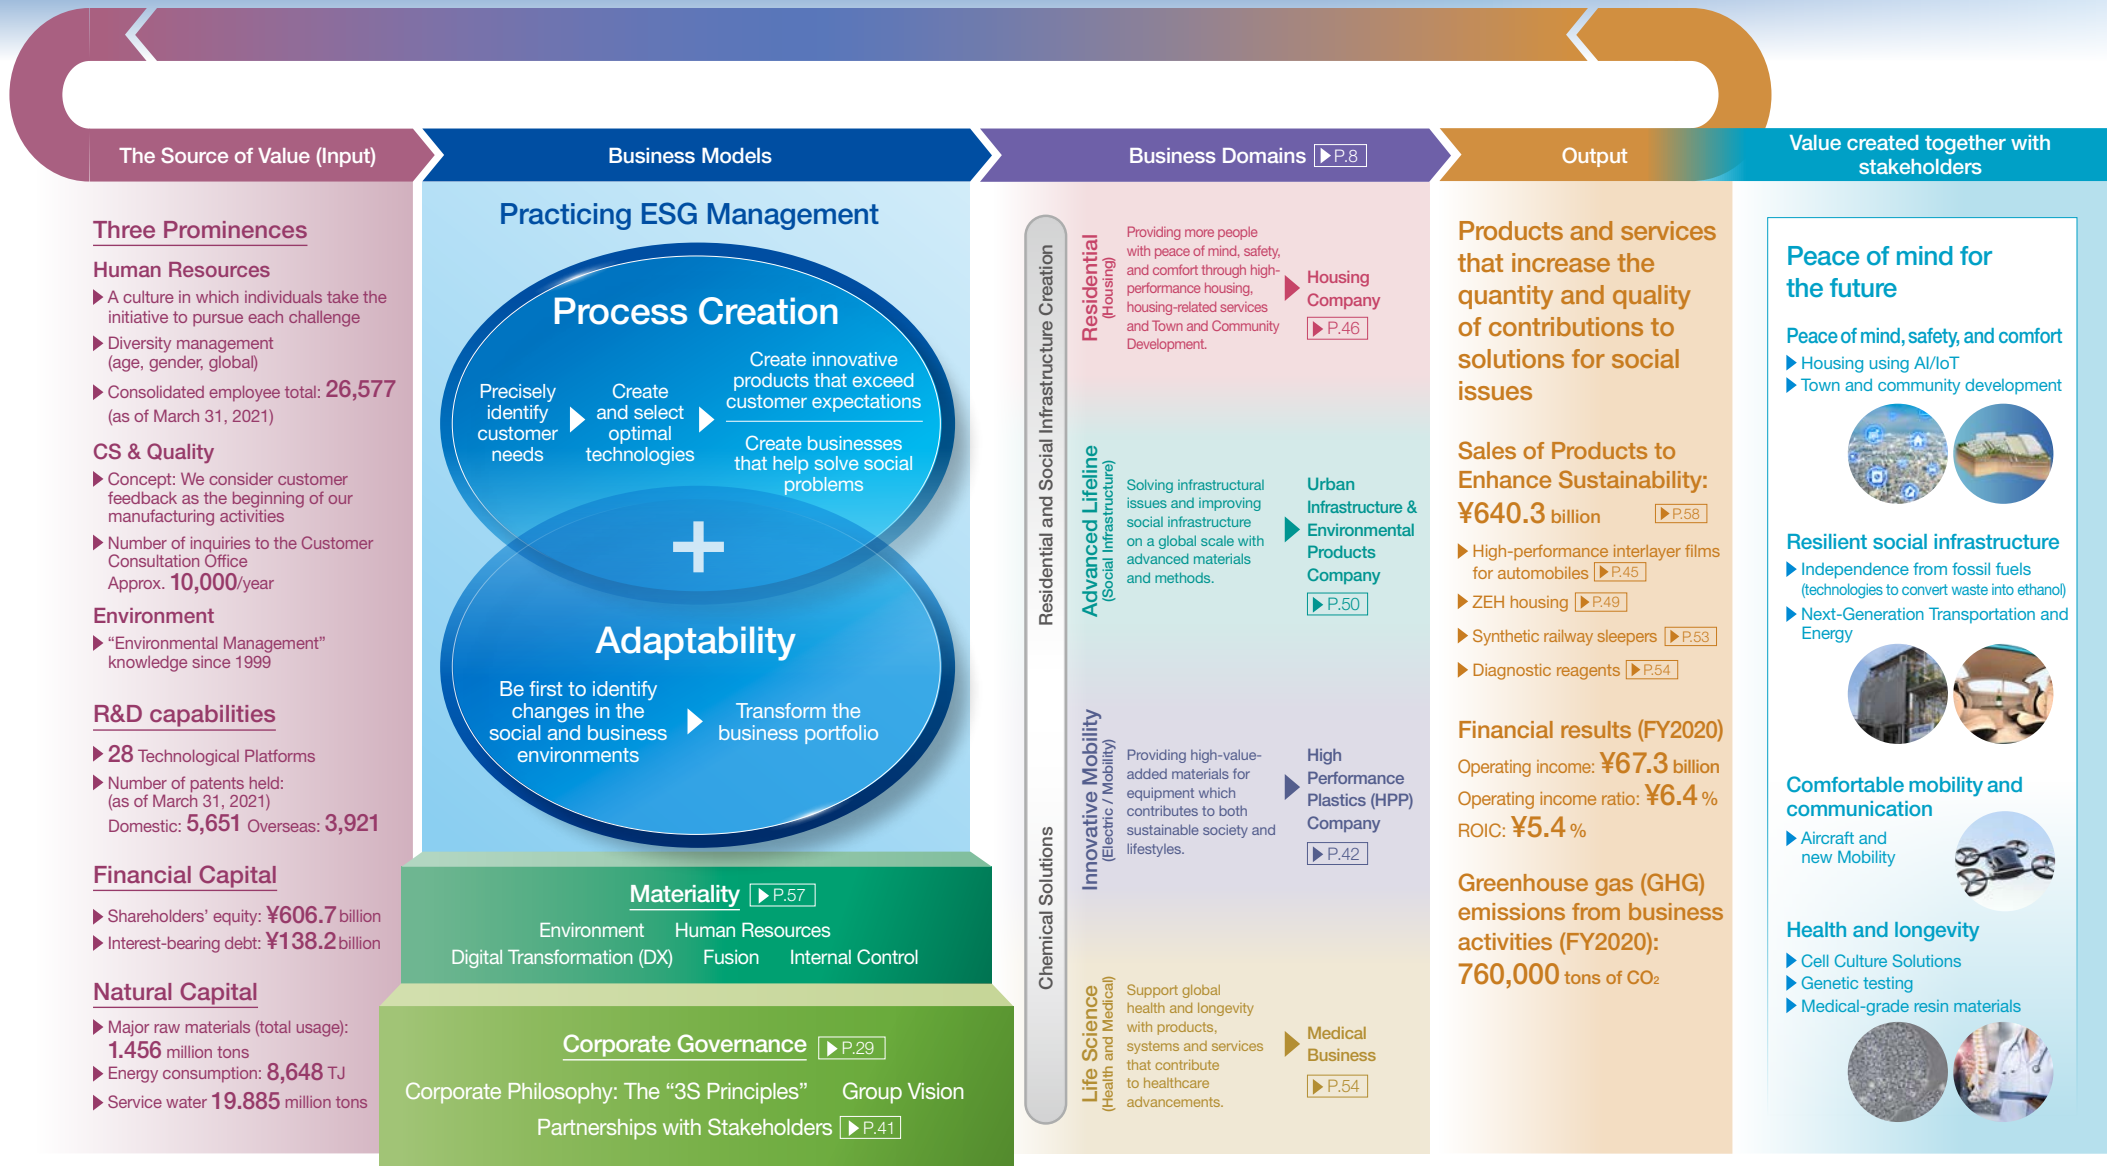 The Source of Value (Input)
Business Models
Business Domains ▶P.8
Output
Value created together with
stakeholders
Three Prominences
Human Resources
▶ A culture in which individuals take the
initiative to pursue each challenge
▶ Diversity management
(age, gender, global)
▶ Consolidated employee total: 26,577
(as of March 31, 2021)
CS & Quality
▶ Concept: We consider customer
feedback as the beginning of our
manufacturing activities
▶ Number of inquiries to the Customer
Consultation Office
Approx. 10,000/year
Environment
▶ “Environmental Management”
knowledge since 1999
R&D capabilities
▶ 28 Technological Platforms
▶ Number of patents held:
(as of March 31, 2021)
Domestic: 5,651 Overseas: 3,921
Financial Capital
▶ Shareholders’ equity: ¥606.7 billion
▶ Interest-bearing debt: ¥138.2 billion
Natural Capital
▶ Major raw materials (total usage):
1.456 million tons
▶ Energy consumption: 8,648 TJ
▶ Service water 19.885 million tons
Practicing ESG Management
Process Creation
Precisely
identify
customer
needs
▶
Create
and select
optimal
technologies
▶
Create innovative
products that exceed
customer expectations
Create businesses
that help solve social
problems
+
Adaptability
Be first to identify
changes in the
social and business
environments
▶
Transform the
business portfolio
Materiality ▶P.57
Environment Human Resources
Digital Transformation (DX) Fusion Internal Control
Corporate Governance ▶P.29
Corporate Philosophy: The “3S Principles” Group Vision
Partnerships with Stakeholders ▶P.41
Residential and Social Infrastructure Creation
Chemical Solutions
Residential
(Housing)
Providing more people
with peace of mind, safety,
and comfort through high-
performance housing,
housing-related services
and Town and Community
Development.
Housing
Company
▶P.46
Advanced Lifeline
(Social Infrastructure)
Solving infrastructural
issues and improving
social infrastructure
on a global scale with
advanced materials
and methods.
Urban
Infrastructure &
Environmental
Products
Company
▶P.50
Innovative Mobility
(Electric / Mobility)
Providing high-value-
added materials for
equipment which
contributes to both
sustainable society and
lifestyles.
High
Performance
Plastics (HPP)
Company
▶P.42
Life Science
(Health and Medical)
Support global
health and longevity
with products,
systems and services
that contribute
to healthcare
advancements.
Medical
Business
▶P.54
Products and services
that increase the
quantity and quality
of contributions to
solutions for social
issues
Sales of Products to
Enhance Sustainability:
¥640.3 billion ▶P.58
▶ High-performance interlayer films
for automobiles ▶P.45
▶ ZEH housing ▶P.49
▶ Synthetic railway sleepers ▶P.53
▶ Diagnostic reagents ▶P.54
Financial results (FY2020)
Operating income: ¥67.3 billion
Operating income ratio: ¥6.4 %
ROIC: ¥5.4 %
Greenhouse gas (GHG)
emissions from business
activities (FY2020):
760,000 tons of CO₂
Peace of mind for
the future
Peace of mind, safety, and comfort
▶ Housing using AI/IoT
▶ Town and community development
Resilient social infrastructure
▶ Independence from fossil fuels
(technologies to convert waste into ethanol)
▶ Next-Generation Transportation and
Energy
Comfortable mobility and
communication
▶ Aircraft and
new Mobility
Health and longevity
▶ Cell Culture Solutions
▶ Genetic testing
▶ Medical-grade resin materials